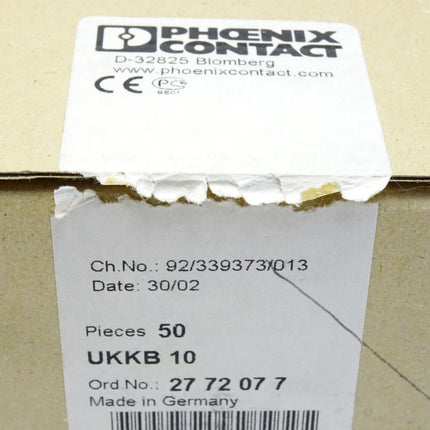 PHŒNIX
CONTACT
D-32825 Blomberg
www.phoenixcontact.com
CE
Ch.No.: 92/339373/013
Date: 30/02
Pieces 50
UKKB 10
Ord.No.: 27 72 07 7
Made in Germany